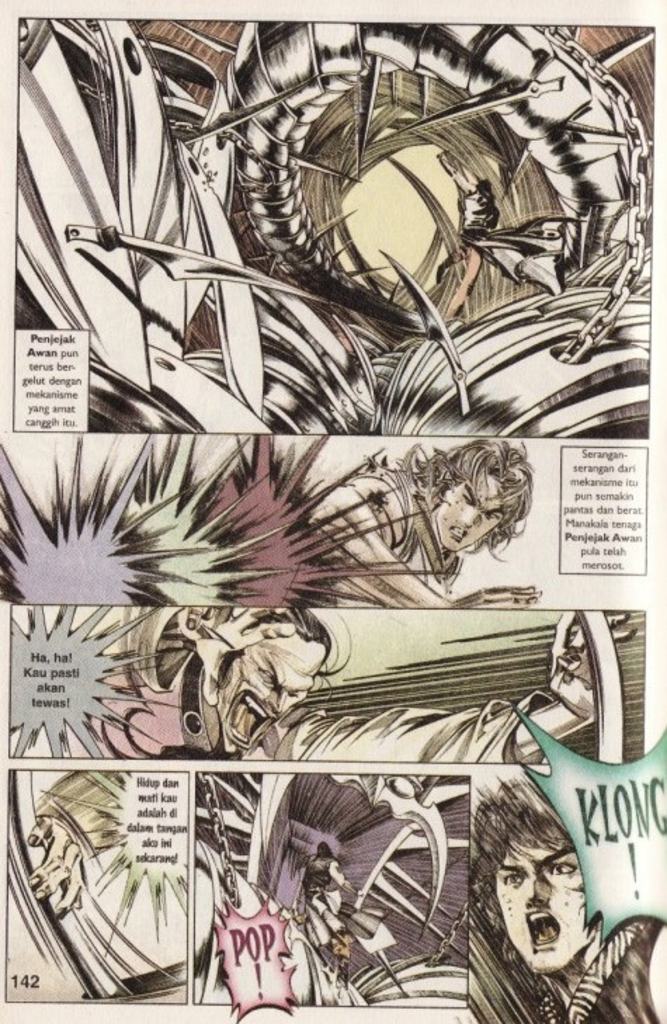 Penjejak
Awan pun
terus ber-
gelut dengan
mekanisme
yang amat
canggih itu.
Serangan-
serangan dari
mekanisme itu
pun semakin
pantas dan berat.
Manakala tenaga
Penjejak Awan
pula telah
merosot.
Ha, ha!
Kau pasti
akan
tewas!
Hidup dan
mati kau
adalah di
dalam tangan
aku ini
sekarang!
POP
!
KLONG
!
142